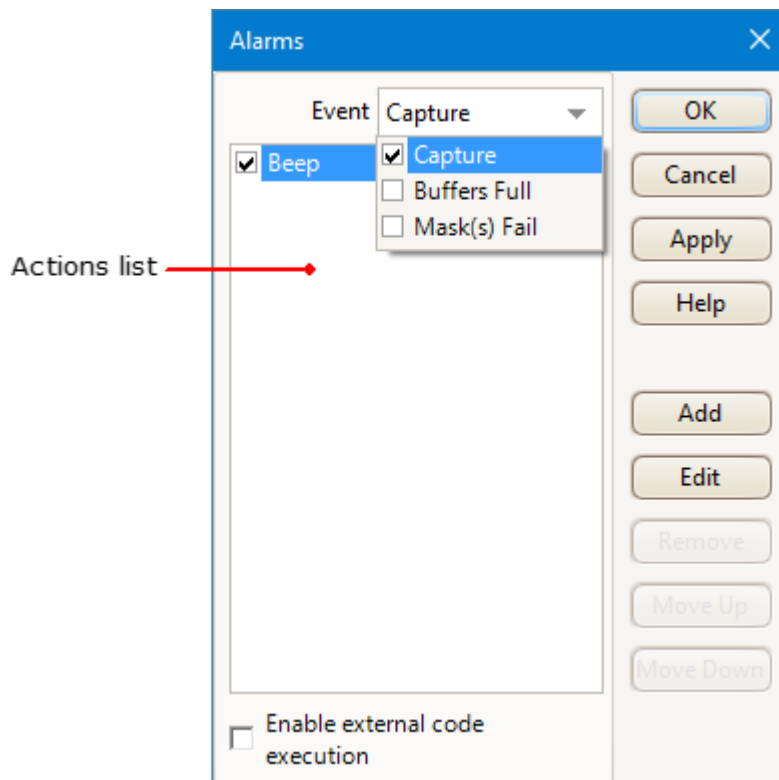 Alarms
Event Capture
Beep
Capture
Buffers Full
Mask(s) Fail
Actions list
Enable external code
execution
OK
Cancel
Apply
Help
Add
Edit
Remove
Move Up
Move Down